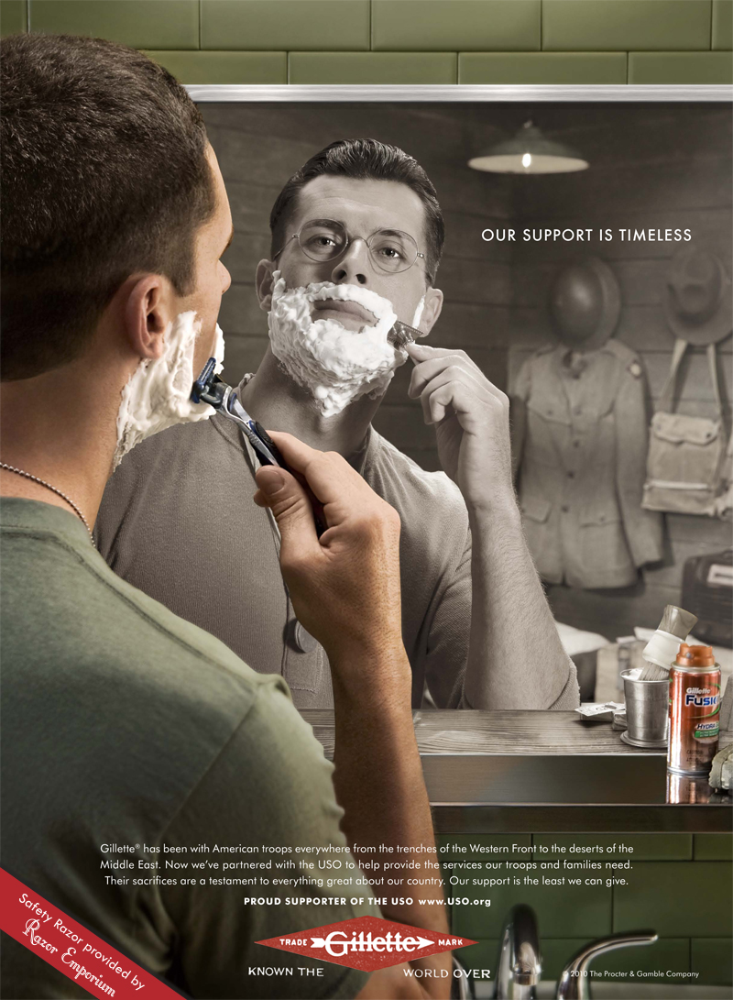 OUR SUPPORT IS TIMELESS
Gillette
FUSI
HYDRA
Gillette® has been with American troops everywhere from the trenches of the Western Front to the deserts of the
Middle East. Now we've partnered with the USO to help provide the services our troops and families need.
Their sacrifices are a testament to everything great about our country. Our support is the least we can give.
PROUD SUPPORTER OF THE USO www.USO.org
TRADE Gillette MARK
KNOWN THE WORLD OVER
© 2010 The Procter & Gamble Company
Safety Razor provided by
Razor Emporium